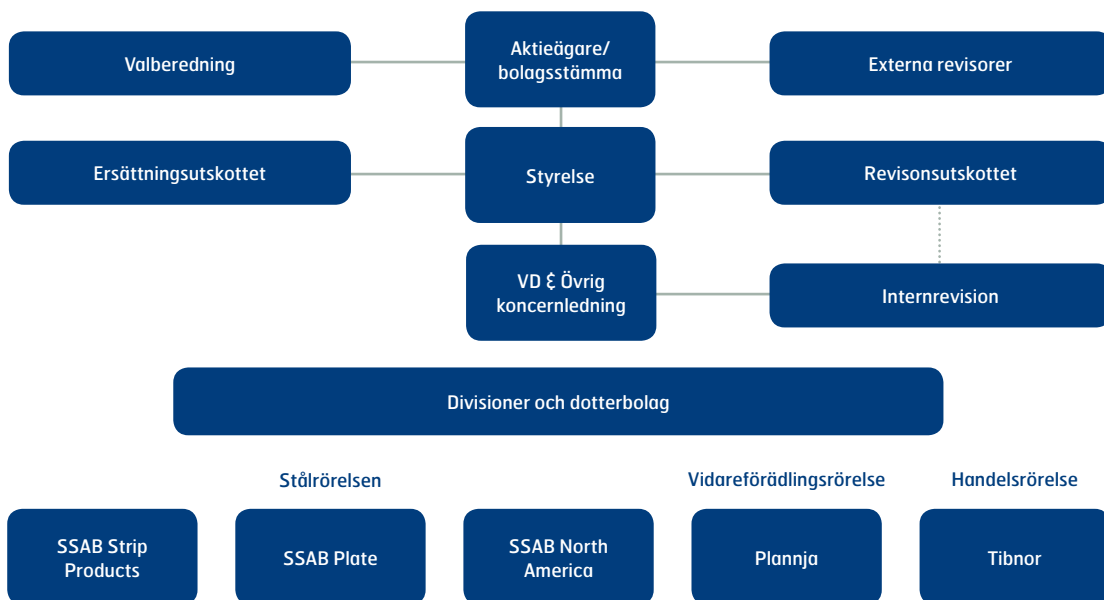 Valberedning
Aktieägare/
bolagsstämma
Externa revisorer
Ersättningsutskottet
Styrelse
Revisonsutskottet
VD & Övrig
koncernledning
Internrevision
Divisioner och dotterbolag
Stålrörelsen
Vidareförädlingsrörelse
Handelsrörelse
SSAB Strip
Products
SSAB Plate
SSAB North
America
Plannja
Tibnor